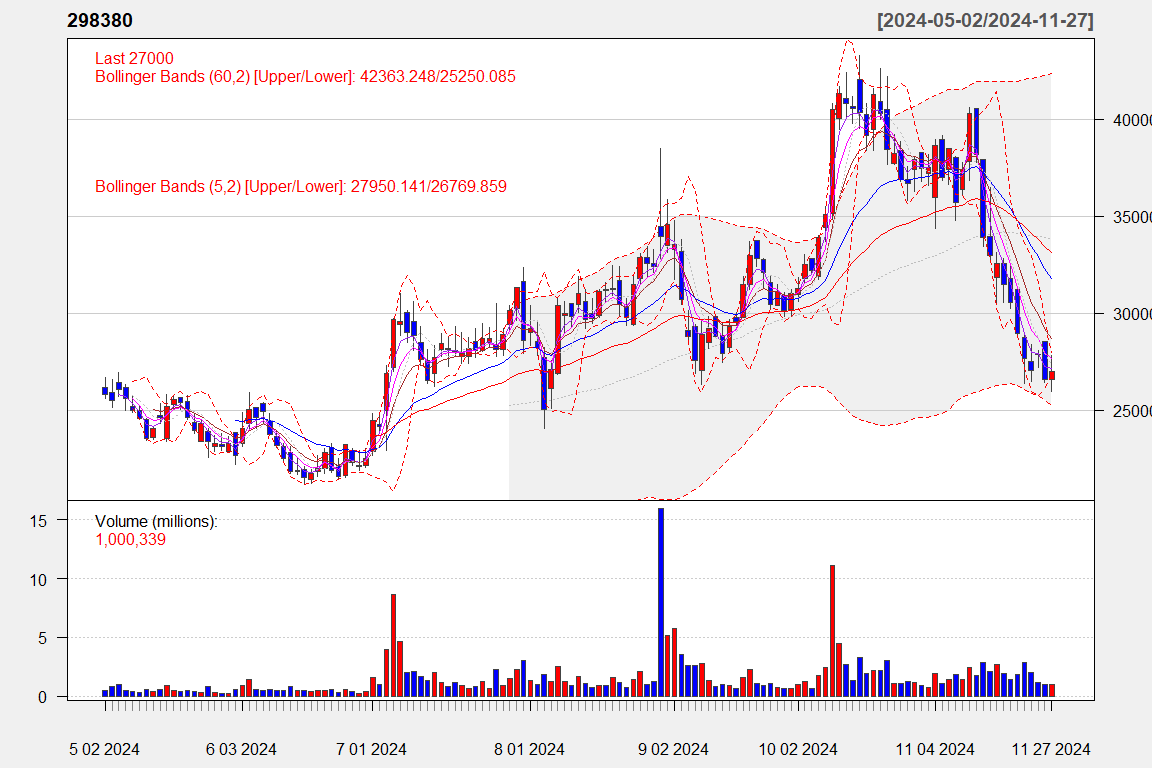 298380
[2024-05-02/2024-11-27]
Last 27000
Bollinger Bands (60,2) [Upper/Lower]: 42363.248/25250.085
Bollinger Bands (5,2) [Upper/Lower]: 27950.141/26769.859
40000
35000
30000
25000
Volume (millions):
1,000,339
15
10
5
0
5 02 2024
6 03 2024
7 01 2024
8 01 2024
9 02 2024
10 02 2024
11 04 2024
11 27 2024